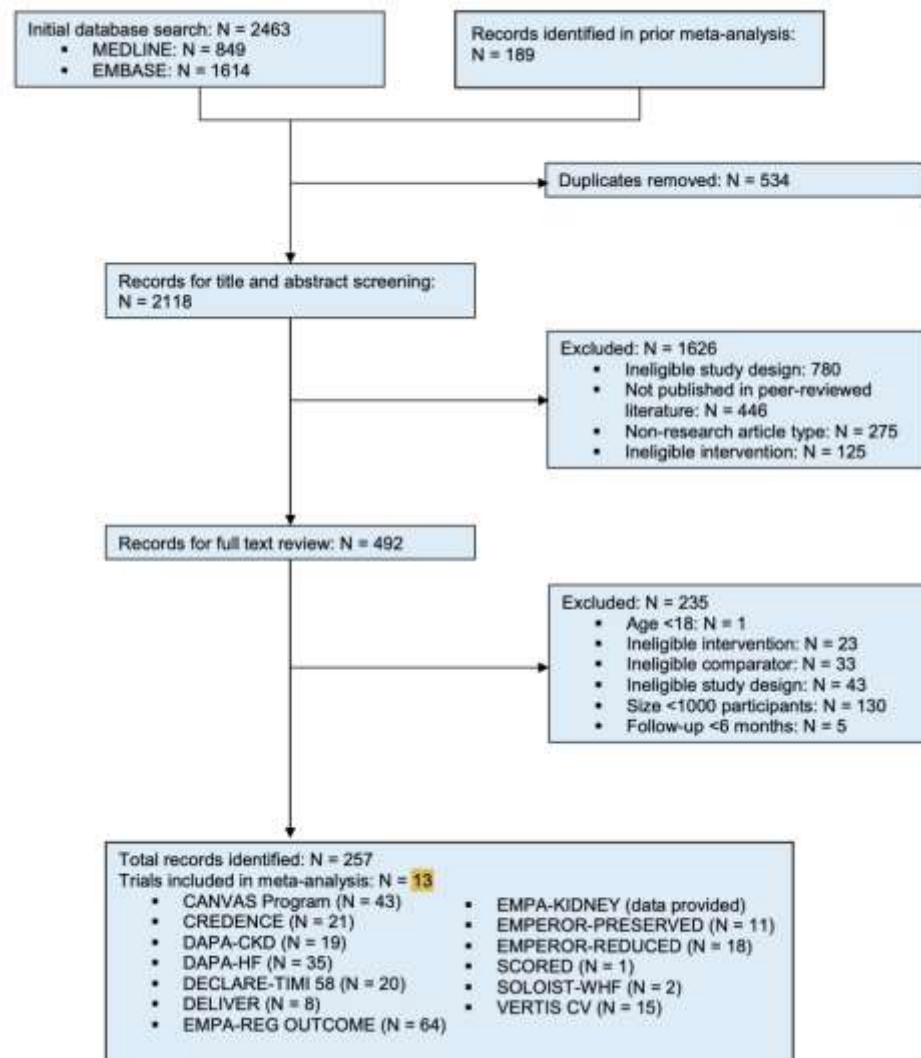 Initial database search: N = 2463
▪ MEDLINE: N = 849
▪ EMBASE: N = 1614
Records identified in prior meta-analysis:
N = 189
Duplicates removed: N = 534
Records for title and abstract screening:
N = 2118
Excluded: N = 1626
▪ Ineligible study design: 780
▪ Not published in peer-reviewed
literature: N = 446
▪ Non-research article type: N = 275
▪ Ineligible intervention: N = 125
Records for full text review: N = 492
Excluded: N = 235
▪ Age <18: N = 1
▪ Ineligible intervention: N = 23
▪ Ineligible comparator: N = 33
▪ Ineligible study design: N = 43
▪ Size <1000 participants: N = 130
▪ Follow-up <6 months: N = 5
Total records identified: N = 257
Trials included in meta-analysis: N = 13
▪ CANVAS Program (N = 43)
▪ CREDENCE (N = 21)
▪ DAPA-CKD (N = 19)
▪ DAPA-HF (N = 35)
▪ DECLARE-TIMI 58 (N = 20)
▪ DELIVER (N = 8)
▪ EMPA-REG OUTCOME (N = 64)
▪ EMPA-KIDNEY (data provided)
▪ EMPEROR-PRESERVED (N = 11)
▪ EMPEROR-REDUCED (N = 18)
▪ SCORED (N = 1)
▪ SOLOIST-WHF (N = 2)
▪ VERTIS CV (N = 15)